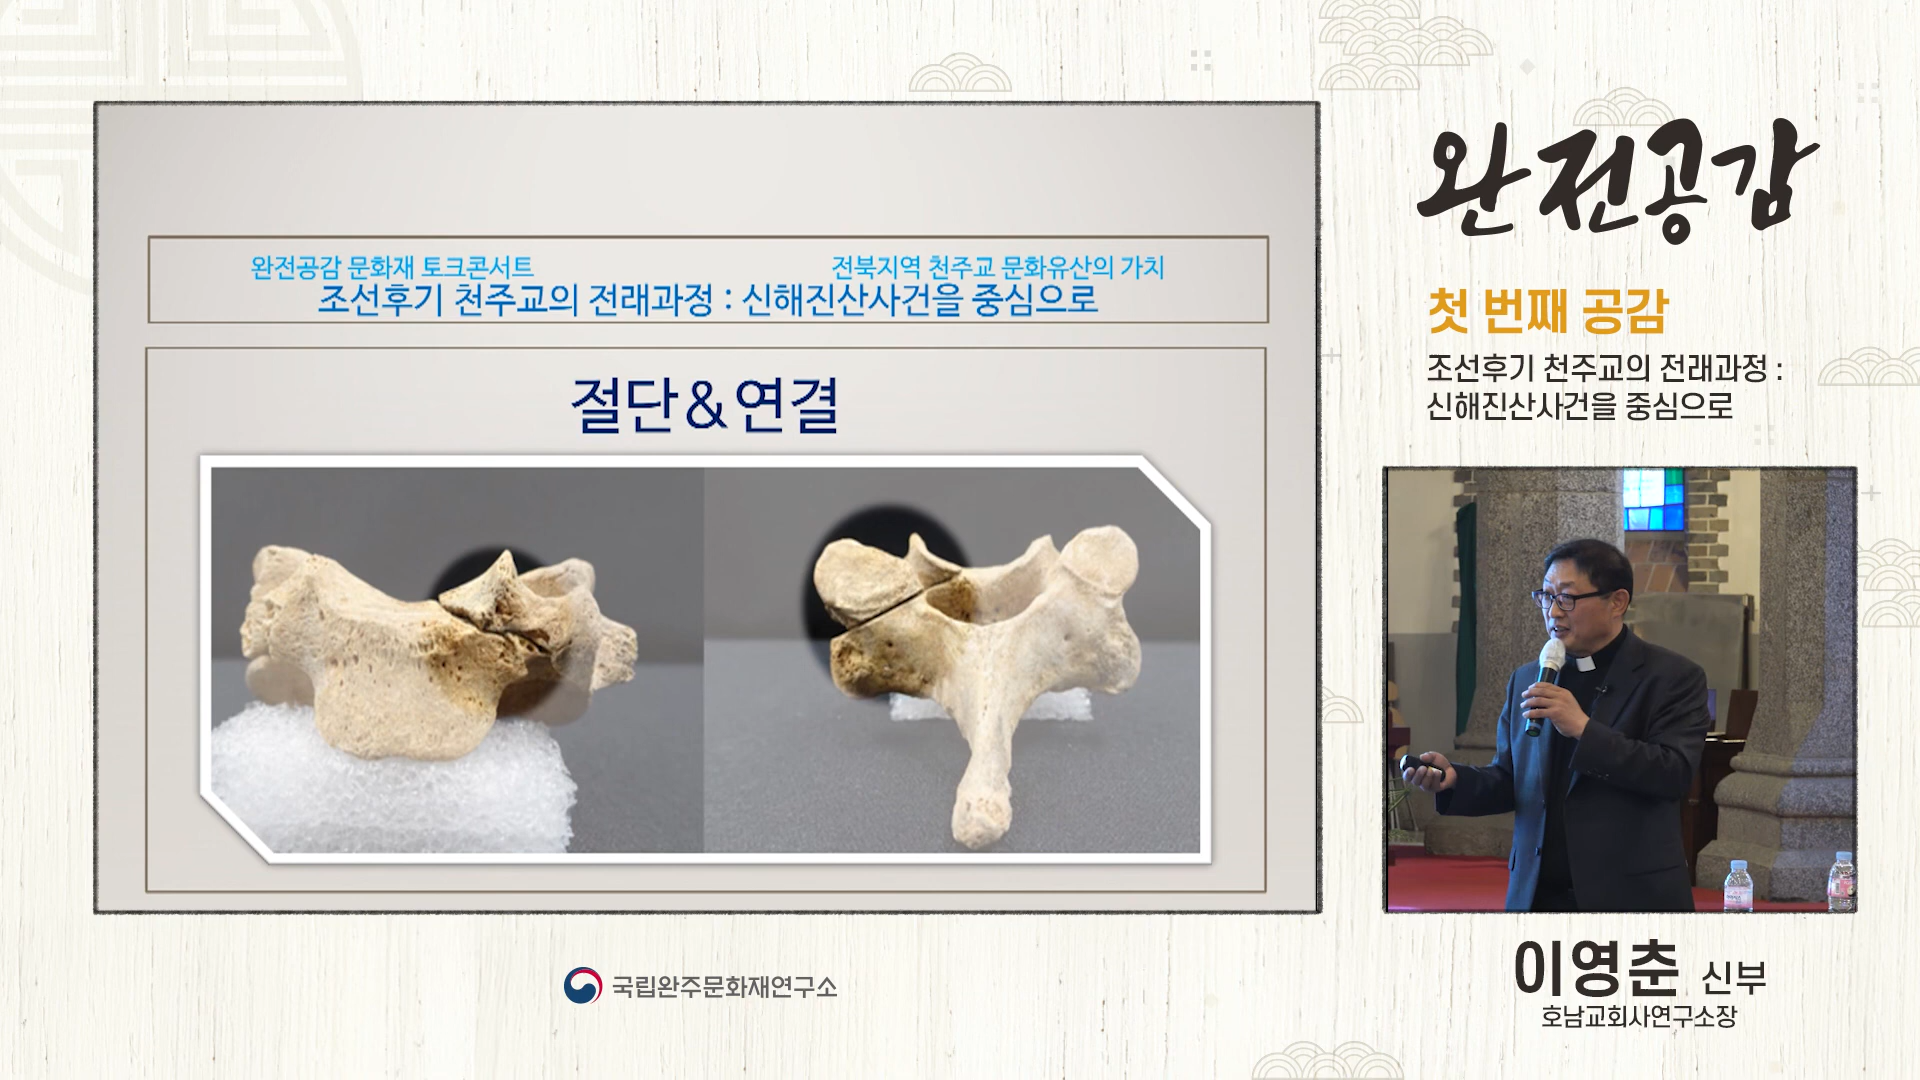 완전공감 문화재 토크콘서트
전북지역 천주교 문화유산의 가치
조선후기 천주교의 전래과정 : 신해진산사건을 중심으로
절단&연결
완전공감
첫 번째 공감
조선후기 천주교의 전래과정 :
신해진산사건을 중심으로
이영춘 신부
호남교회사연구소장
국립완주문화재연구소